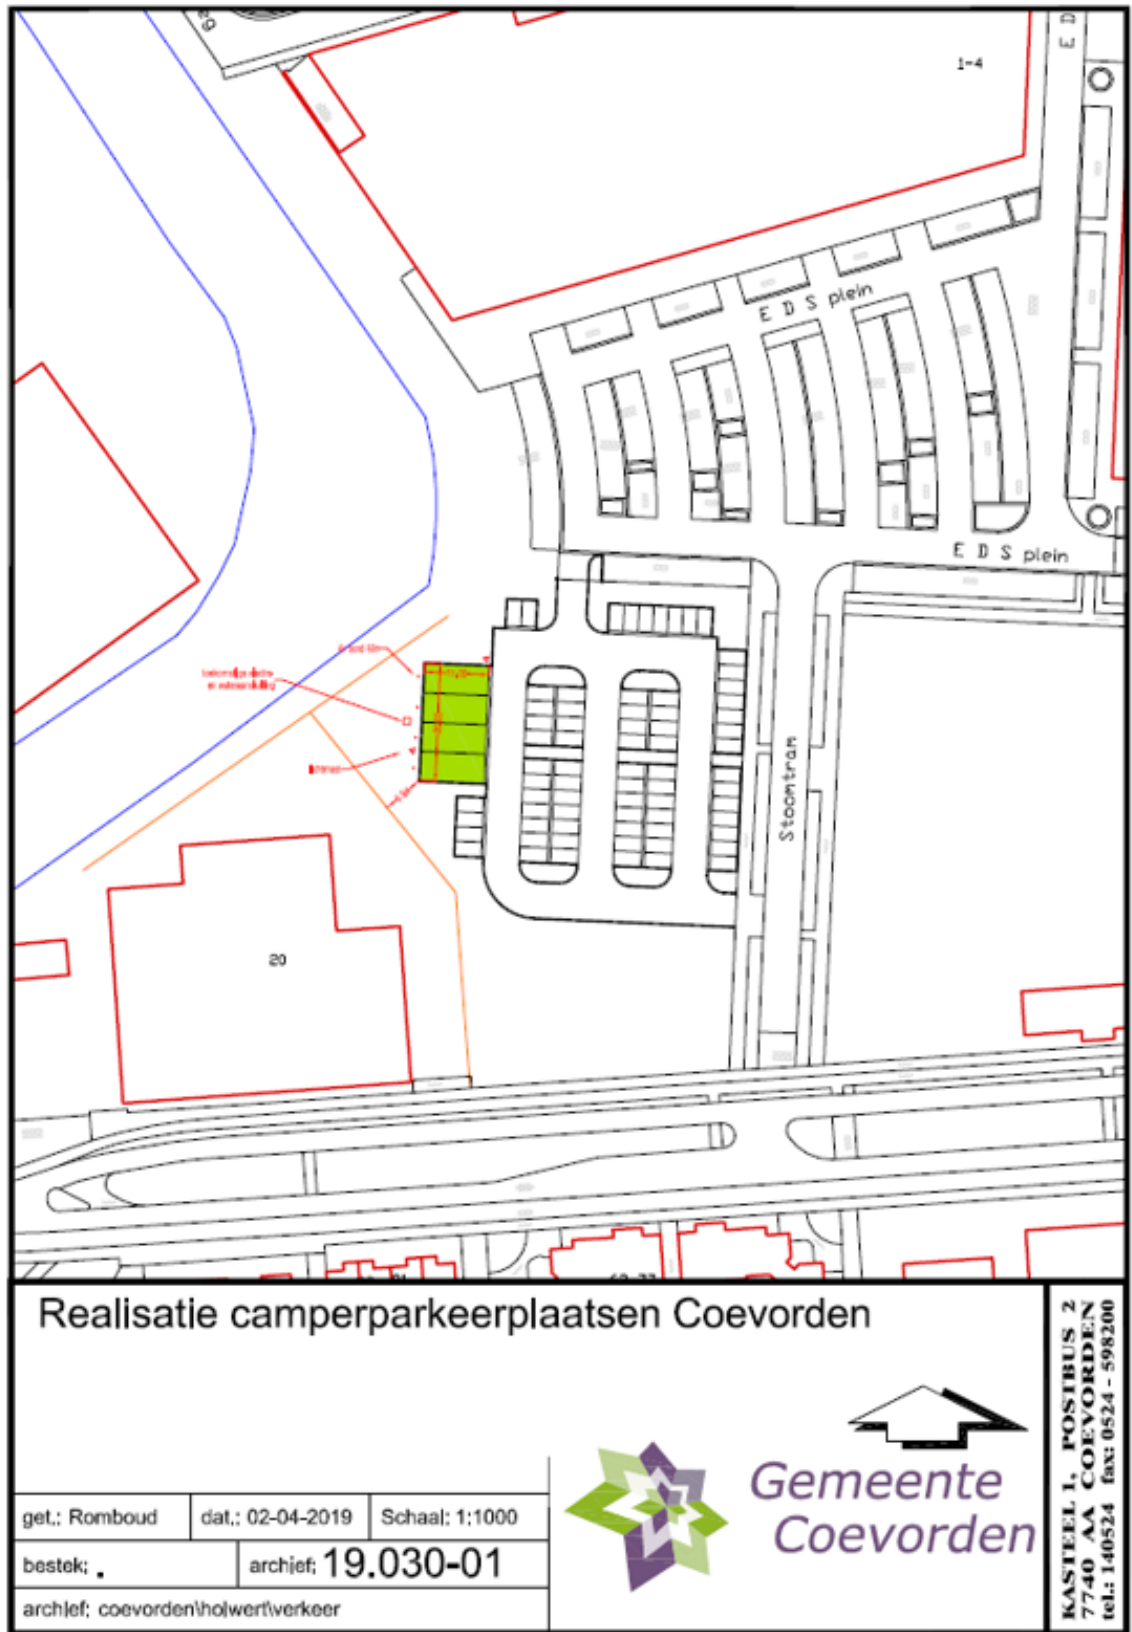 1-4
E D
E D S plein
E D S plein
Stoomtram
20
Realisatie camperparkeerplaatsen Coevorden
get.: Romboud
dat.: 02-04-2019
Schaal: 1:1000
bestek: .
archief: 19.030-01
archief: coevorden\holwert\verkeer
Gemeente
Coevorden
KASTEEL 1, POSTBUS 2
7740 AA COEVORDEN
tel.: 140524 fax: 0524 - 598200